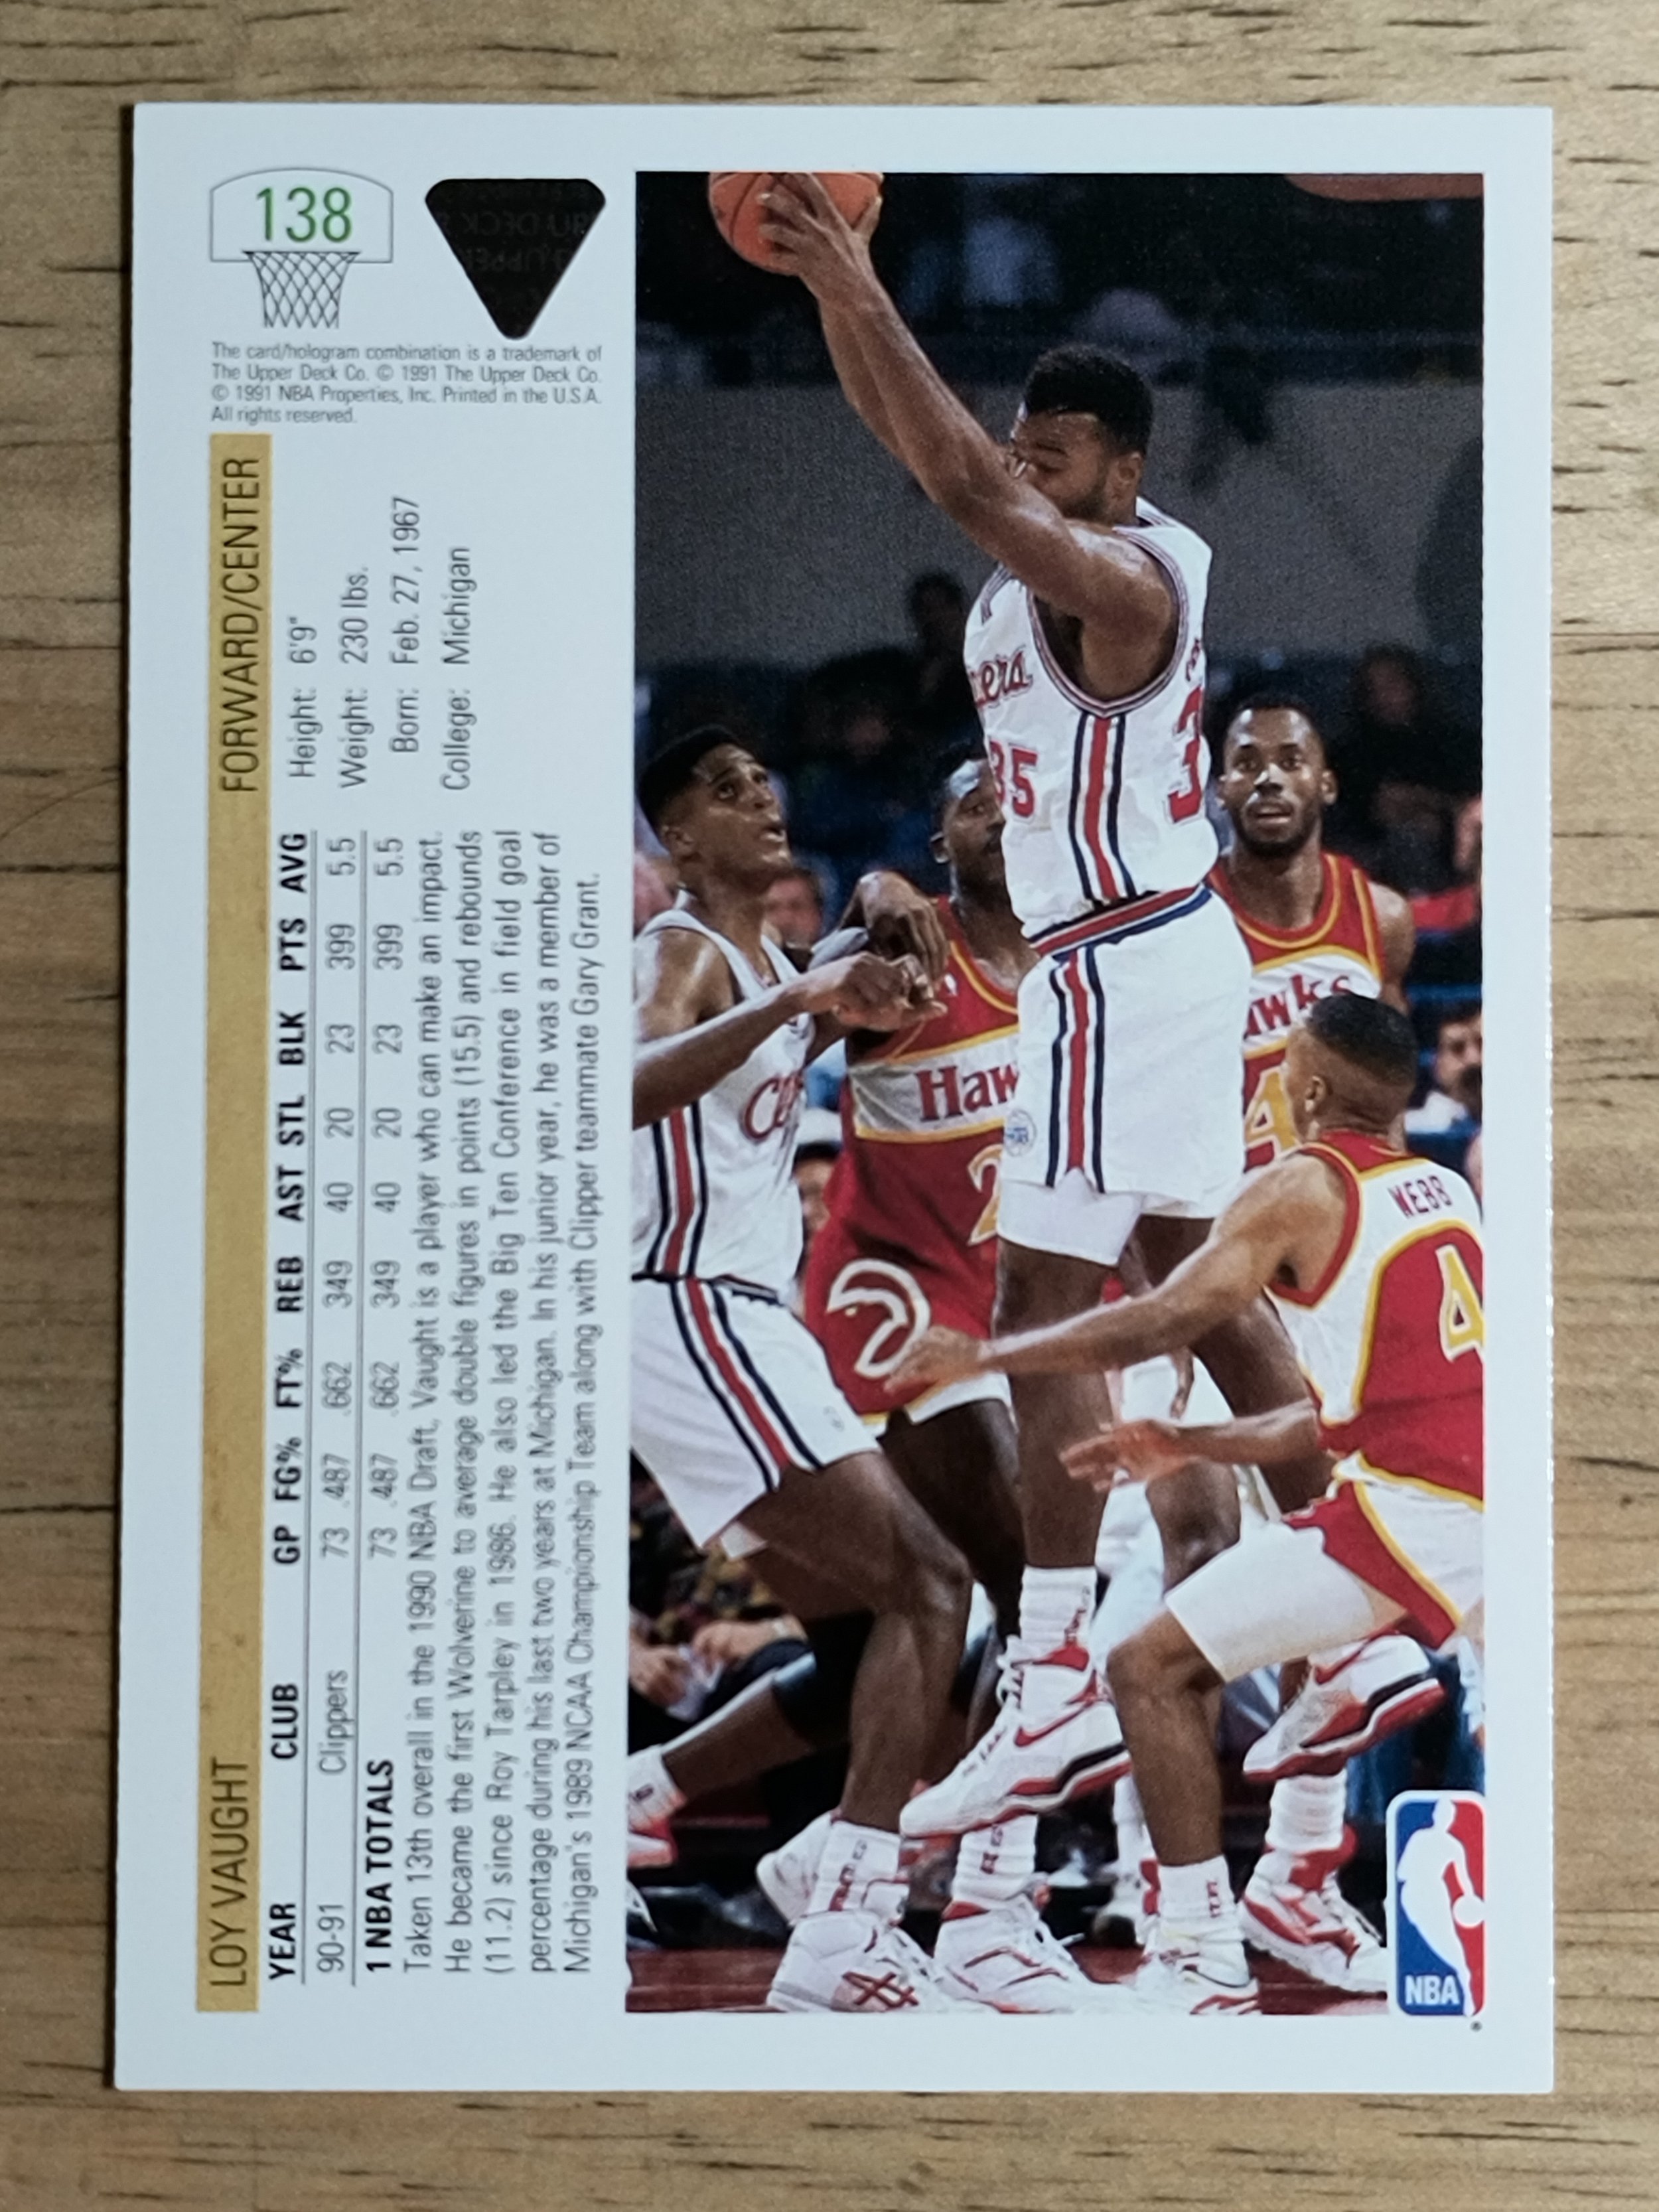 138
The card/hologram combination is a trademark of
The Upper Deck Co. © 1991 The Upper Deck Co.
© 1991 NBA Properties, Inc. Printed in the U.S.A.
All rights reserved.
LOY VAUGHT FORWARD/CENTER
Height: 6'9"
Weight: 230 lbs.
Born: Feb. 27, 1967
College: Michigan
YEAR CLUB GP FG% FT% REB AST STL BLK PTS AVG
90-91 Clippers 73 .487 .662 349 40 20 23 399 5.5
1 NBA TOTALS 73 .487 .662 349 40 20 23 399 5.5
Taken 13th overall in the 1990 NBA Draft, Vaught is a player who can make an impact.
He became the first Wolverine to average double figures in points (15.5) and rebounds
(11.2) since Roy Tarpley in 1986. He also led the Big Ten Conference in field goal
percentage during his last two years at Michigan. In his junior year, he was a member of
Michigan's 1989 NCAA Championship Team along with Clipper teammate Gary Grant.
ers
35
3
Haw
2
awks
4
WEBB
4
NBA